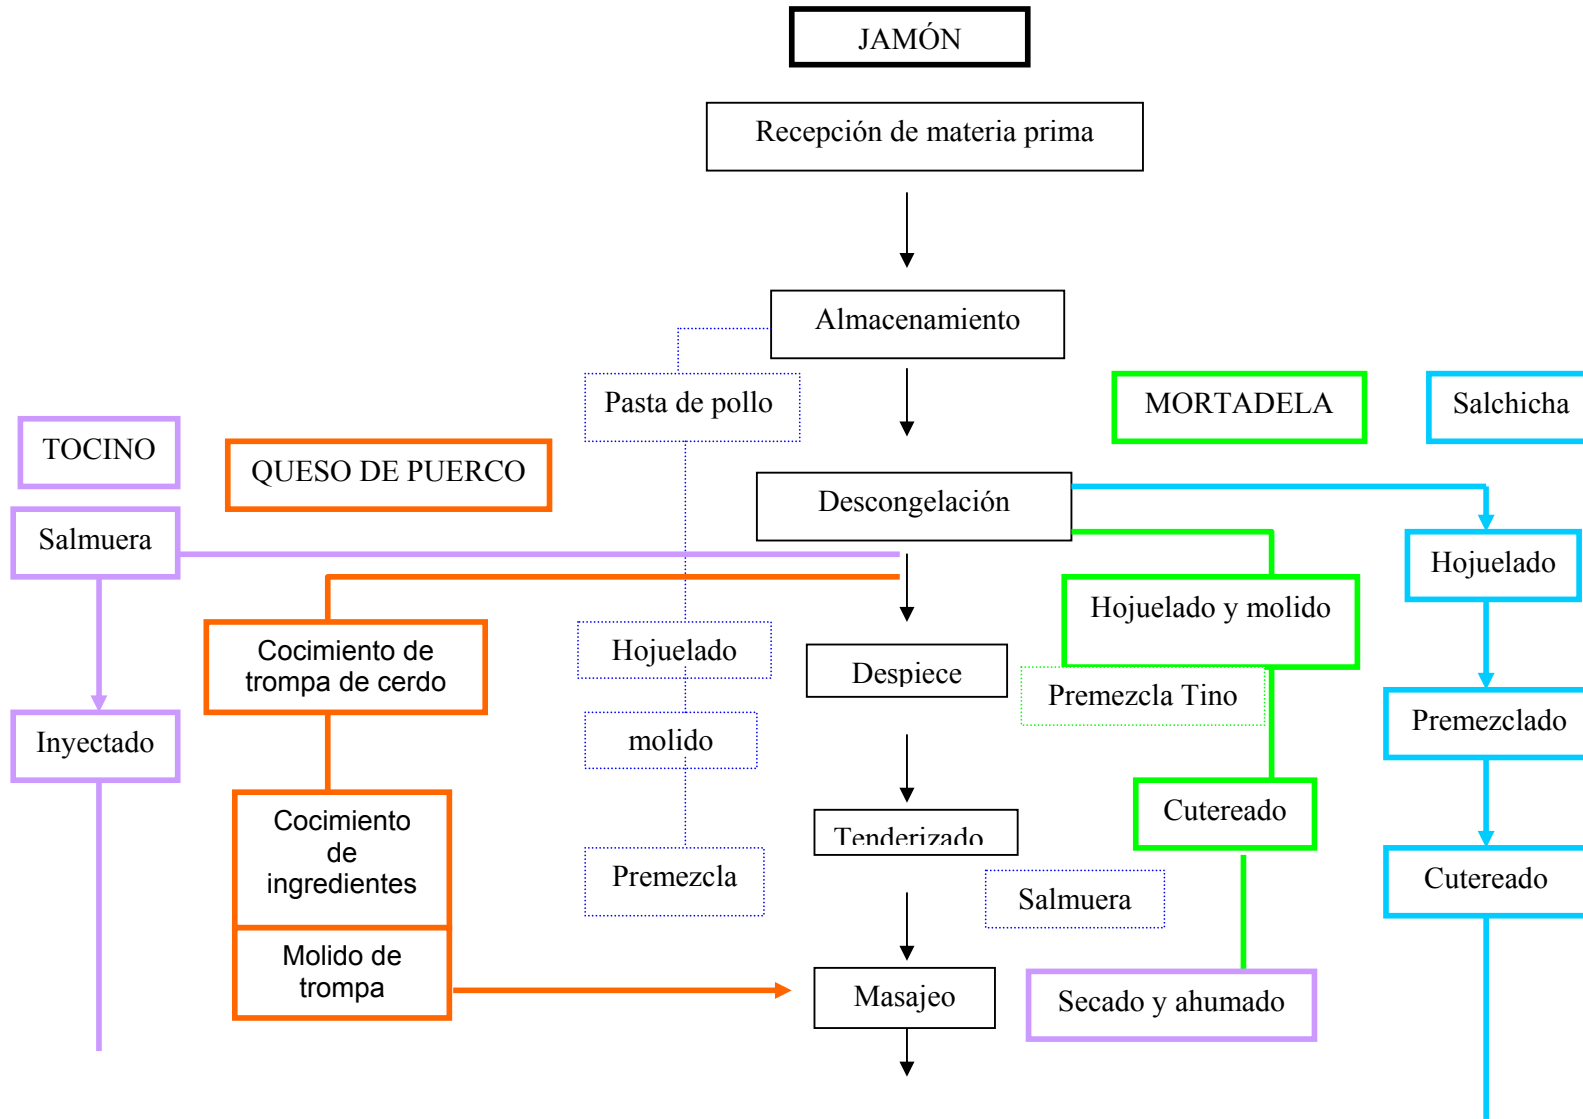 JAMÓN
Recepción de materia prima
Almacenamiento
Pasta de pollo
MORTADELA
Salchicha
TOCINO
QUESO DE PUERCO
Descongelación
Salmuera
Hojuelado
Hojuelado y molido
Cocimiento de
trompa de cerdo
Hojuelado
Despiece
Premezcla Tino
Inyectado
molido
Premezclado
Cocimiento
de
ingredientes
Tenderizado
Cutereado
Premezcla
Salmuera
Cutereado
Molido de
trompa
Masajeo
Secado y ahumado